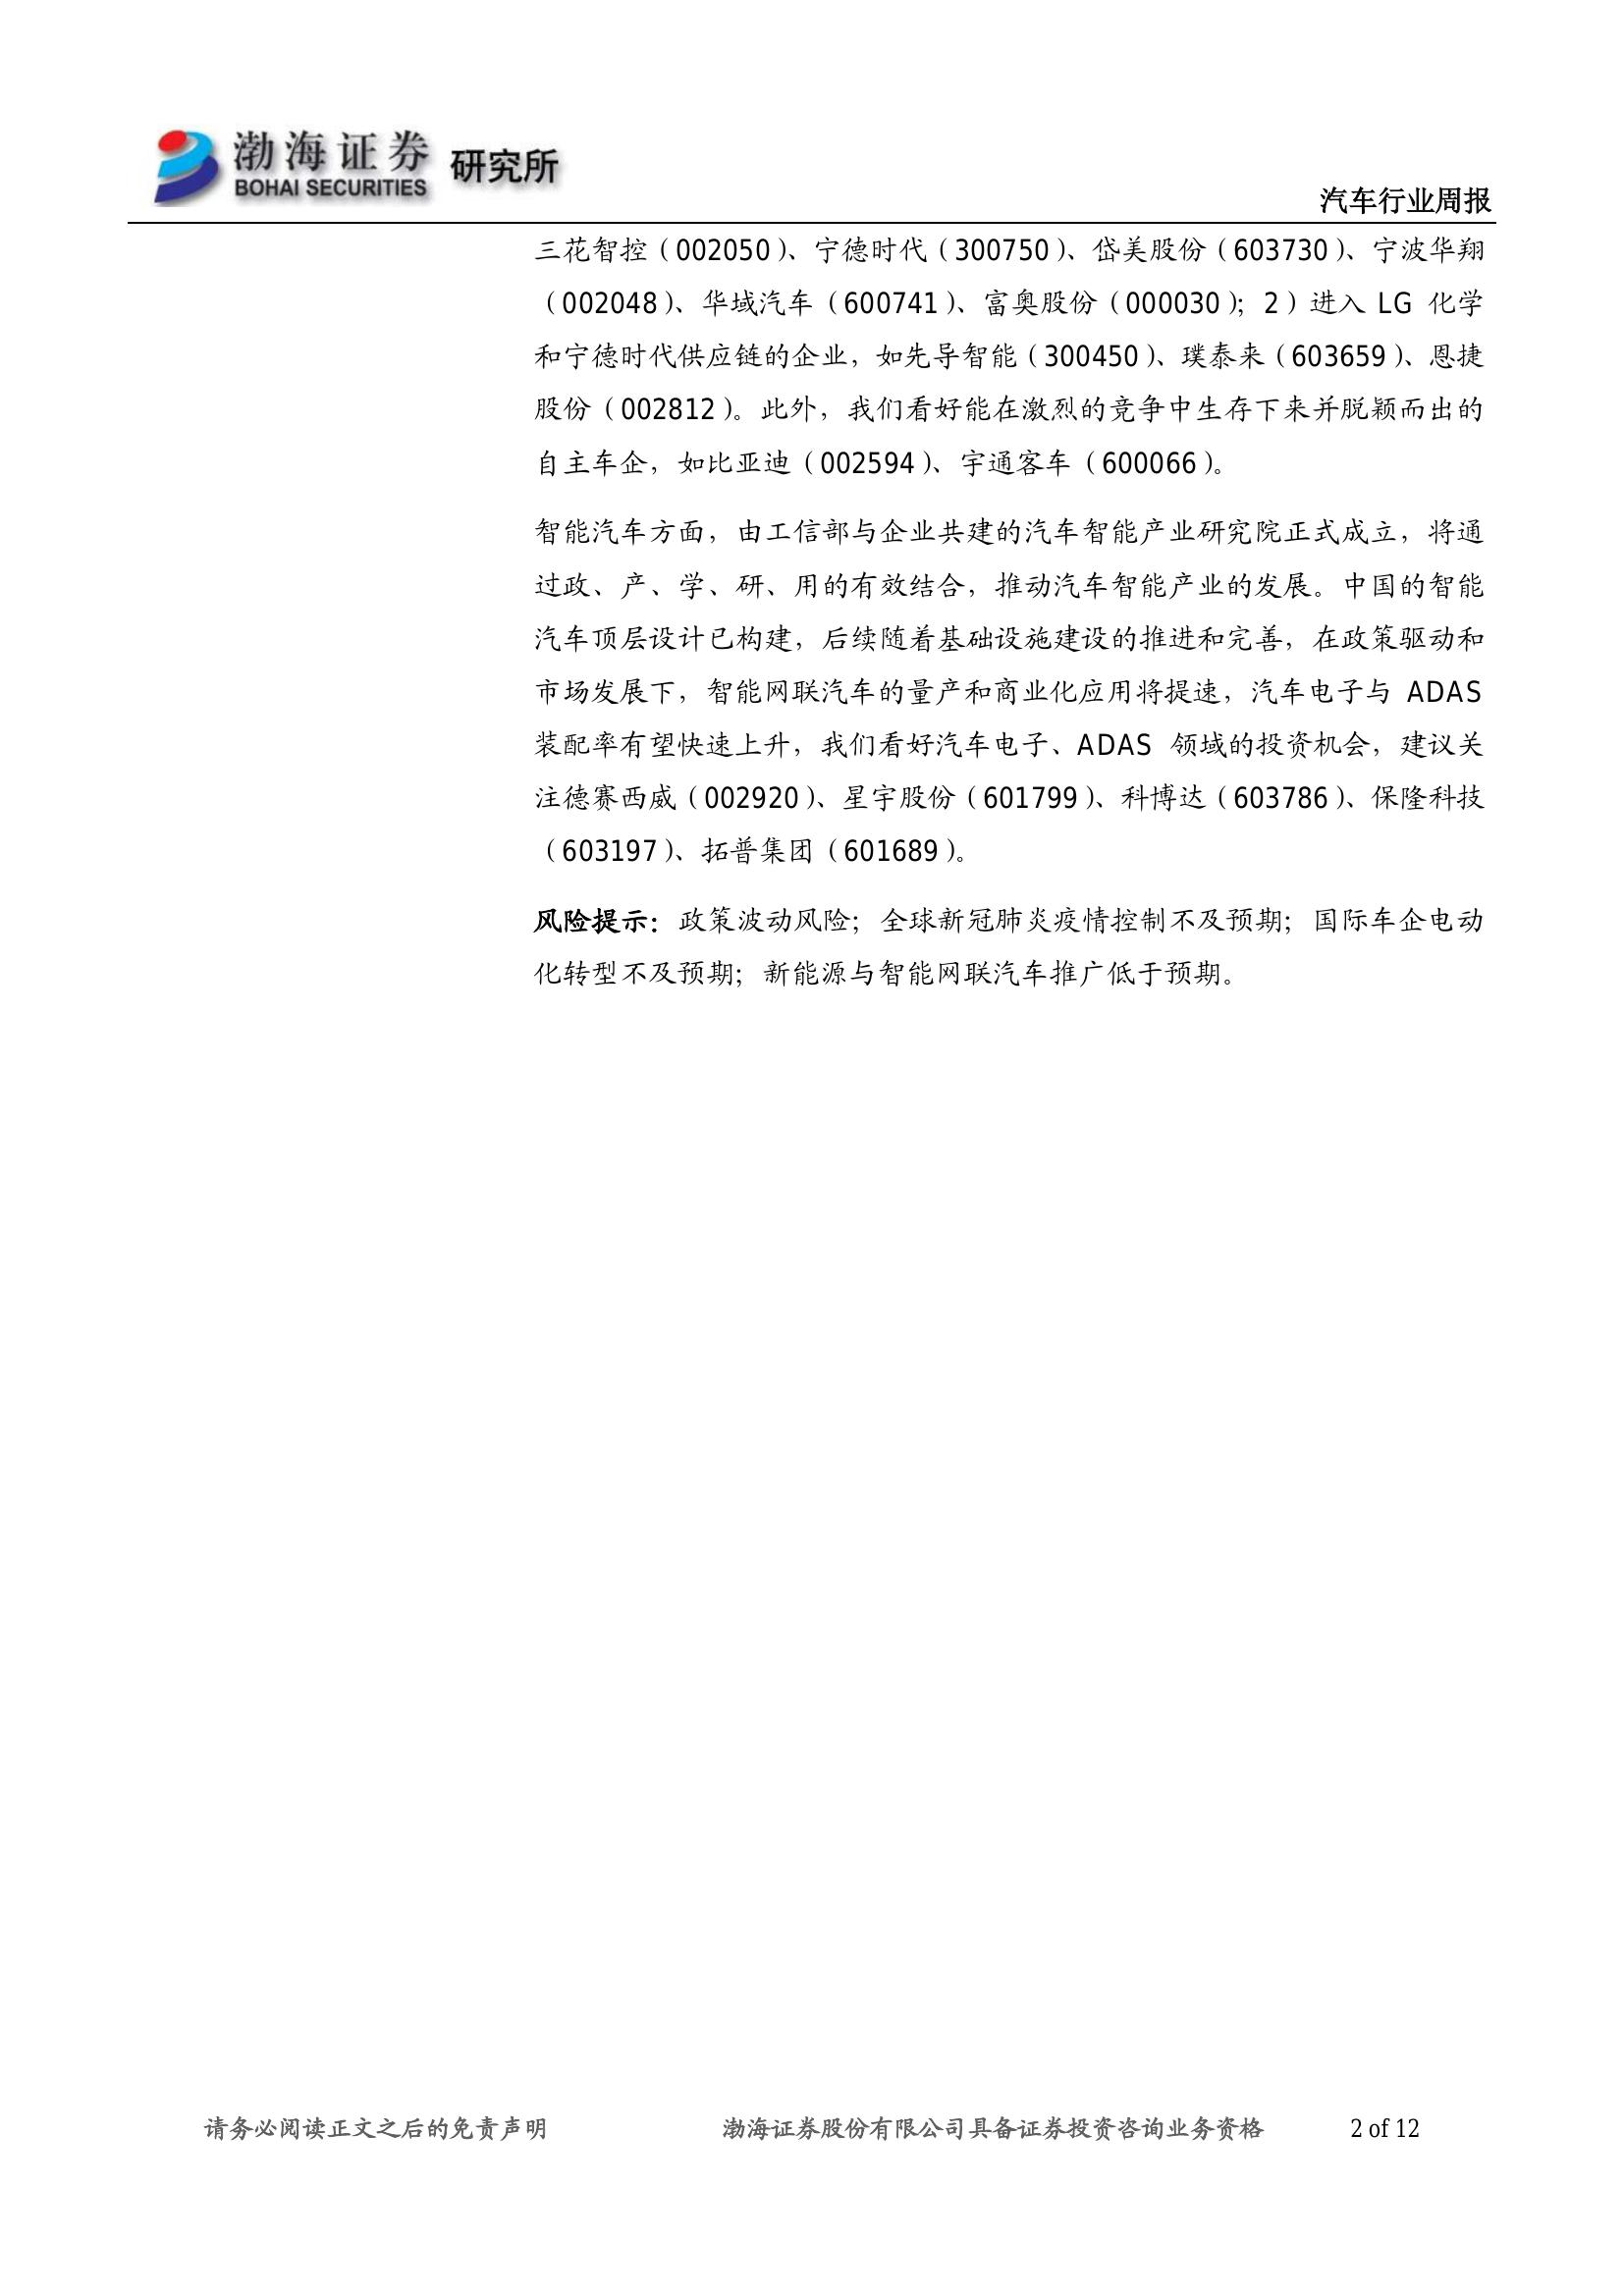 渤海证券 研究所
BOHAI SECURITIES
汽车行业周报
三花智控（002050）、宁德时代（300750）、岱美股份（603730）、宁波华翔
（002048）、华域汽车（600741）、富奥股份（000030）；2）进入 LG 化学
和宁德时代供应链的企业，如先导智能（300450）、璞泰来（603659）、恩捷
股份（002812）。此外，我们看好能在激烈的竞争中生存下来并脱颖而出的
自主车企，如比亚迪（002594）、宇通客车（600066）。
智能汽车方面，由工信部与企业共建的汽车智能产业研究院正式成立，将通
过政、产、学、研、用的有效结合，推动汽车智能产业的发展。中国的智能
汽车顶层设计已构建，后续随着基础设施建设的推进和完善，在政策驱动和
市场发展下，智能网联汽车的量产和商业化应用将提速，汽车电子与 ADAS
装配率有望快速上升，我们看好汽车电子、ADAS 领域的投资机会，建议关
注德赛西威（002920）、星宇股份（601799）、科博达（603786）、保隆科技
（603197）、拓普集团（601689）。
风险提示：政策波动风险；全球新冠肺炎疫情控制不及预期；国际车企电动
化转型不及预期；新能源与智能网联汽车推广低于预期。
请务必阅读正文之后的免责声明 渤海证券股份有限公司具备证券投资咨询业务资格 2 of 12